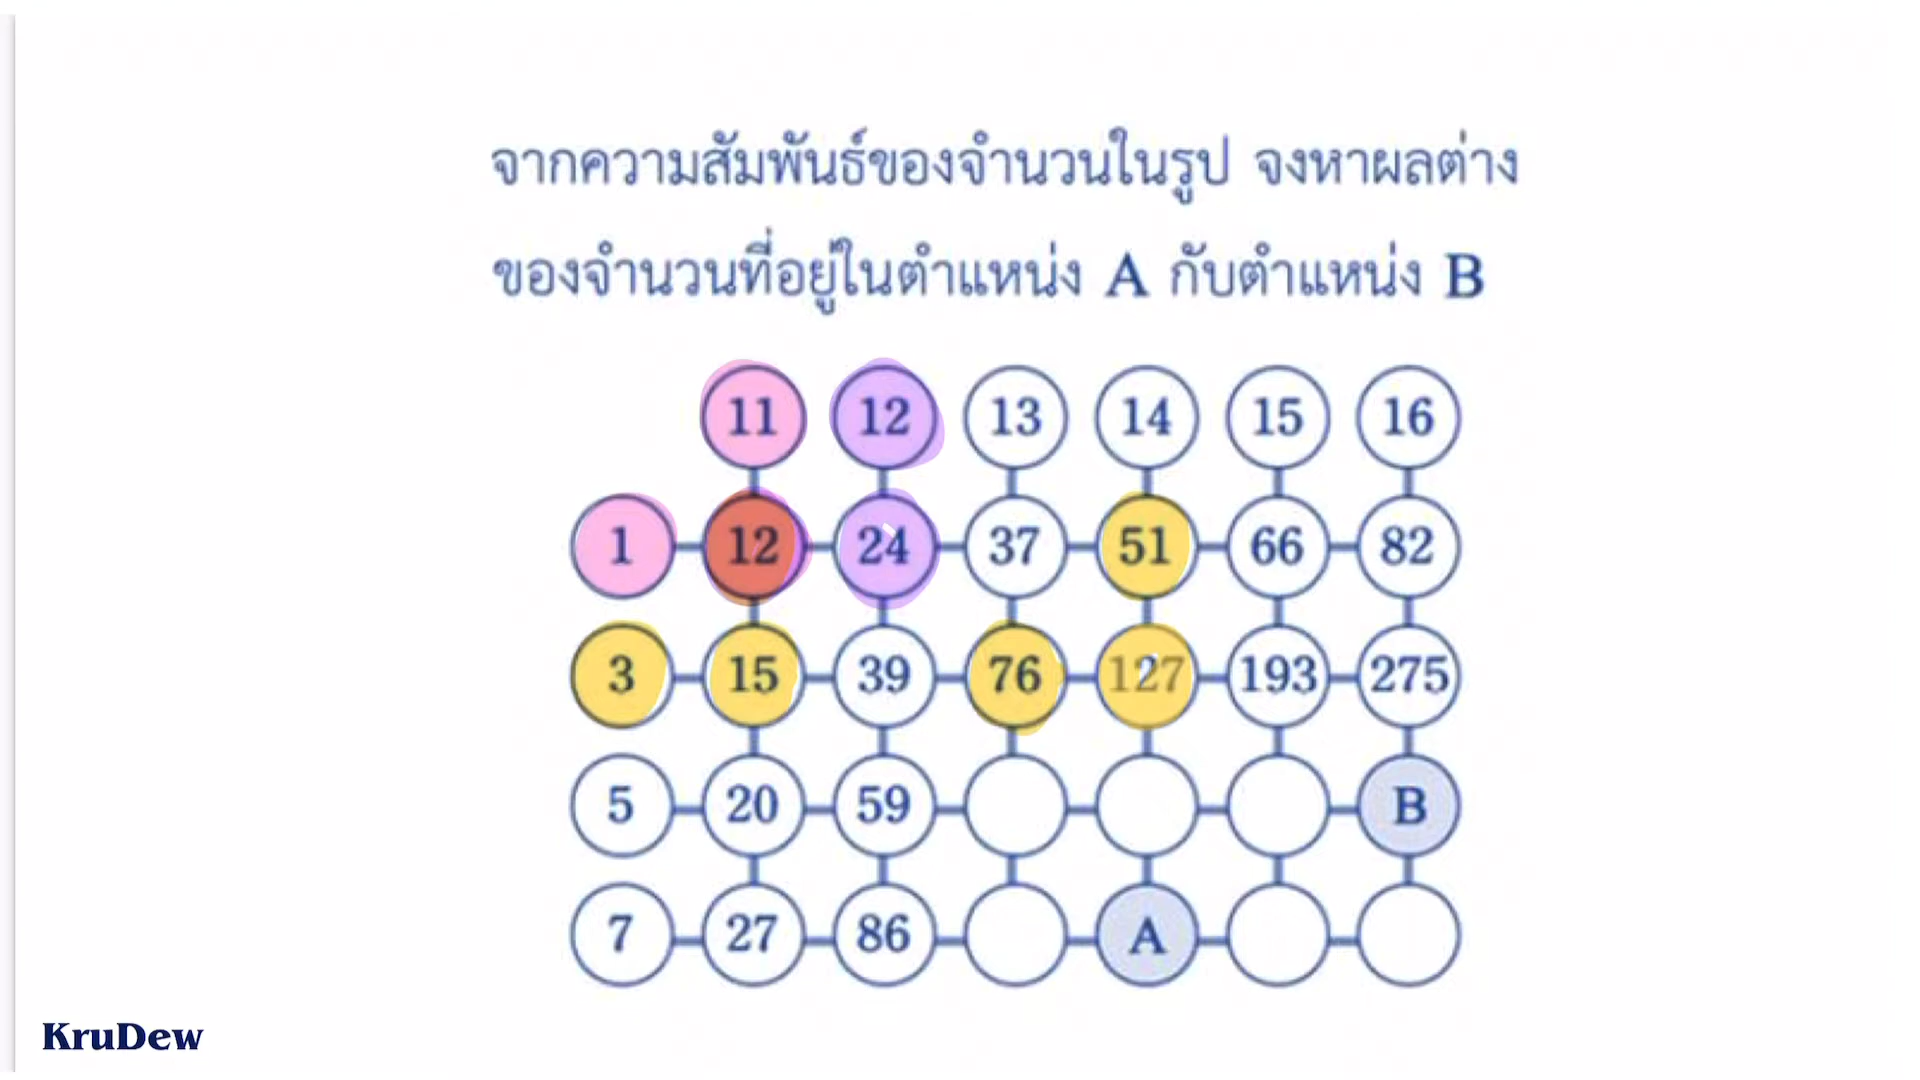 จากความสัมพันธ์ของจำนวนในรูป จงหาผลต่าง
ของจำนวนที่อยู่ในตำแหน่ง A กับตำแหน่ง B
11 12 13 14 15 16
1 12 24 37 51 66 82
3 15 39 76 127 193 275
5 20 59 B
7 27 86 A
KruDew